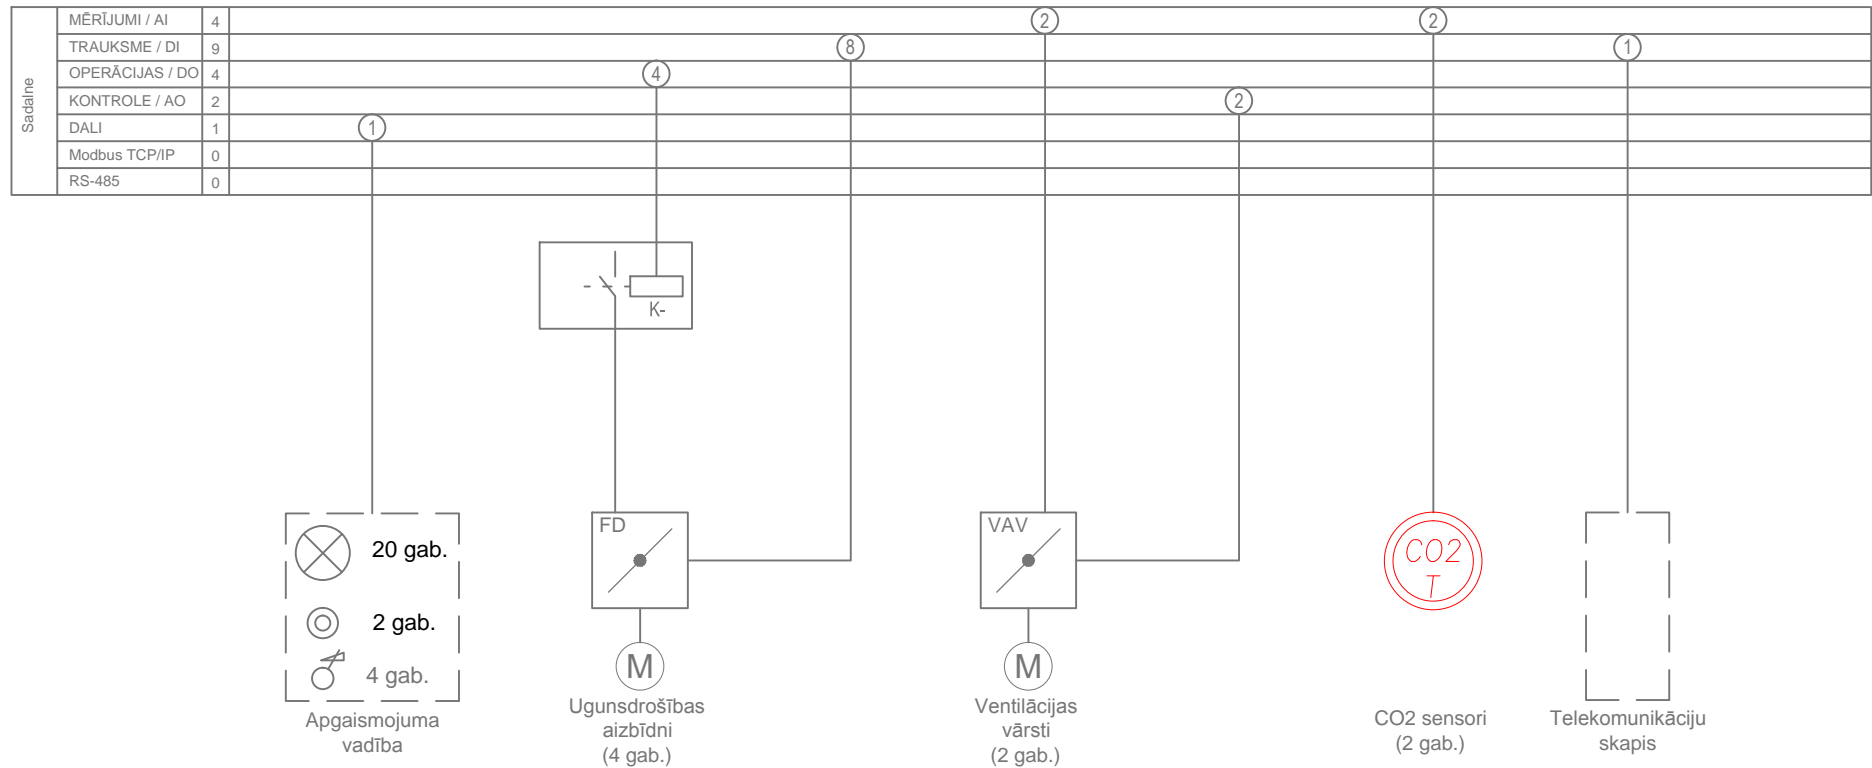 Sadalne
MĒRĪJUMI / AI 4 2 2
TRAUKSME / DI 9 8 1
OPERĀCIJAS / DO 4 4
KONTROLE / AO 2 2
DALI 1 1
Modbus TCP/IP 0
RS-485 0
K-
20 gab.
2 gab.
4 gab.
Apgaismojuma
vadība
FD
M
Ugunsdrošības
aizbīdni
(4 gab.)
VAV
M
Ventilācijas
vārsti
(2 gab.)
CO2
T
CO2 sensori
(2 gab.)
Telekomunikāciju
skapis